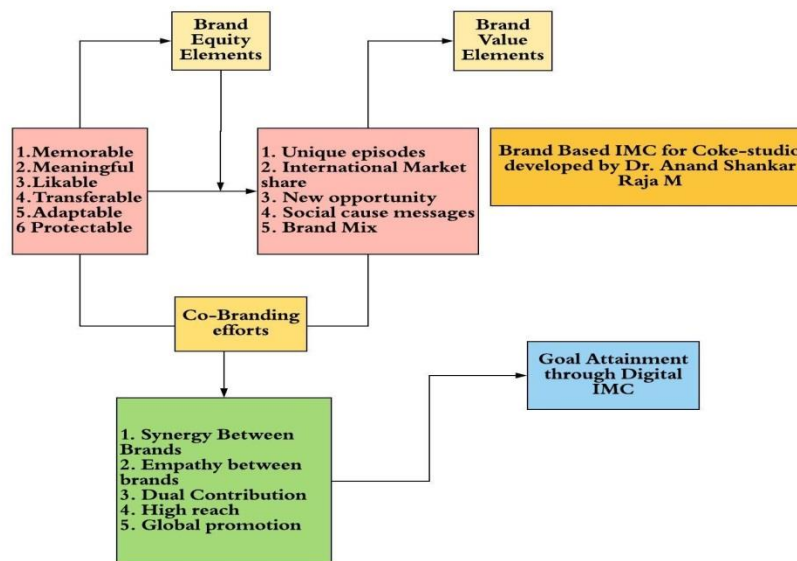 Brand
Equity
Elements
Brand
Value
Elements
1.Memorable
2.Meaningful
3.Likable
4.Transferable
5.Adaptable
6 Protectable
1. Unique episodes
2. International Market
share
3. New opportunity
4. Social cause messages
5. Brand Mix
Brand Based IMC for Coke-studio
developed by Dr. Anand Shankar
Raja M
Co-Branding
efforts
Goal Attainment
through Digital
IMC
1. Synergy Between
Brands
2. Empathy between
brands
3. Dual Contribution
4. High reach
5. Global promotion